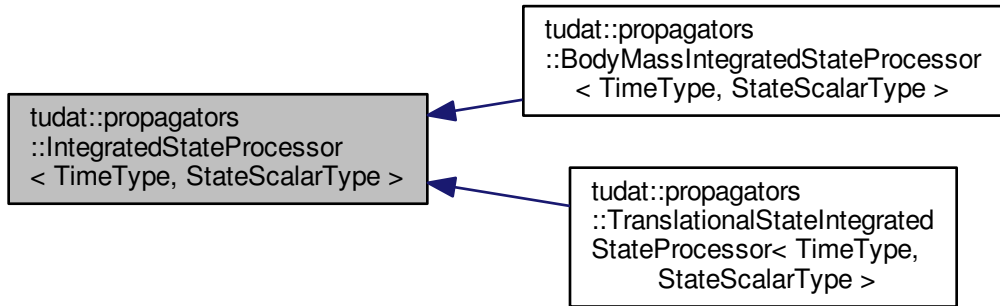 tudat::propagators
::IntegratedStateProcessor
< TimeType, StateScalarType >
tudat::propagators
::BodyMassIntegratedStateProcessor
< TimeType, StateScalarType >
tudat::propagators
::TranslationalStateIntegrated
StateProcessor< TimeType,
StateScalarType >